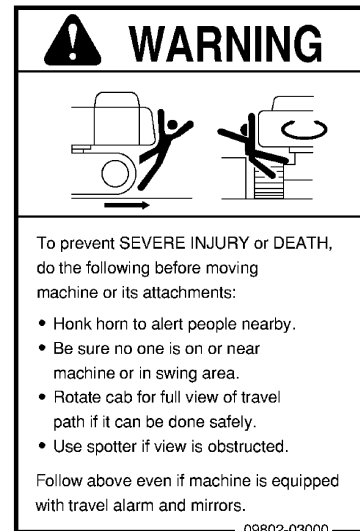 WARNING
To prevent SEVERE INJURY or DEATH,
do the following before moving
machine or its attachments:
• Honk horn to alert people nearby.
• Be sure no one is on or near
machine or in swing area.
• Rotate cab for full view of travel
path if it can be done safely.
• Use spotter if view is obstructed.
Follow above even if machine is equipped
with travel alarm and mirrors.
09802-03000